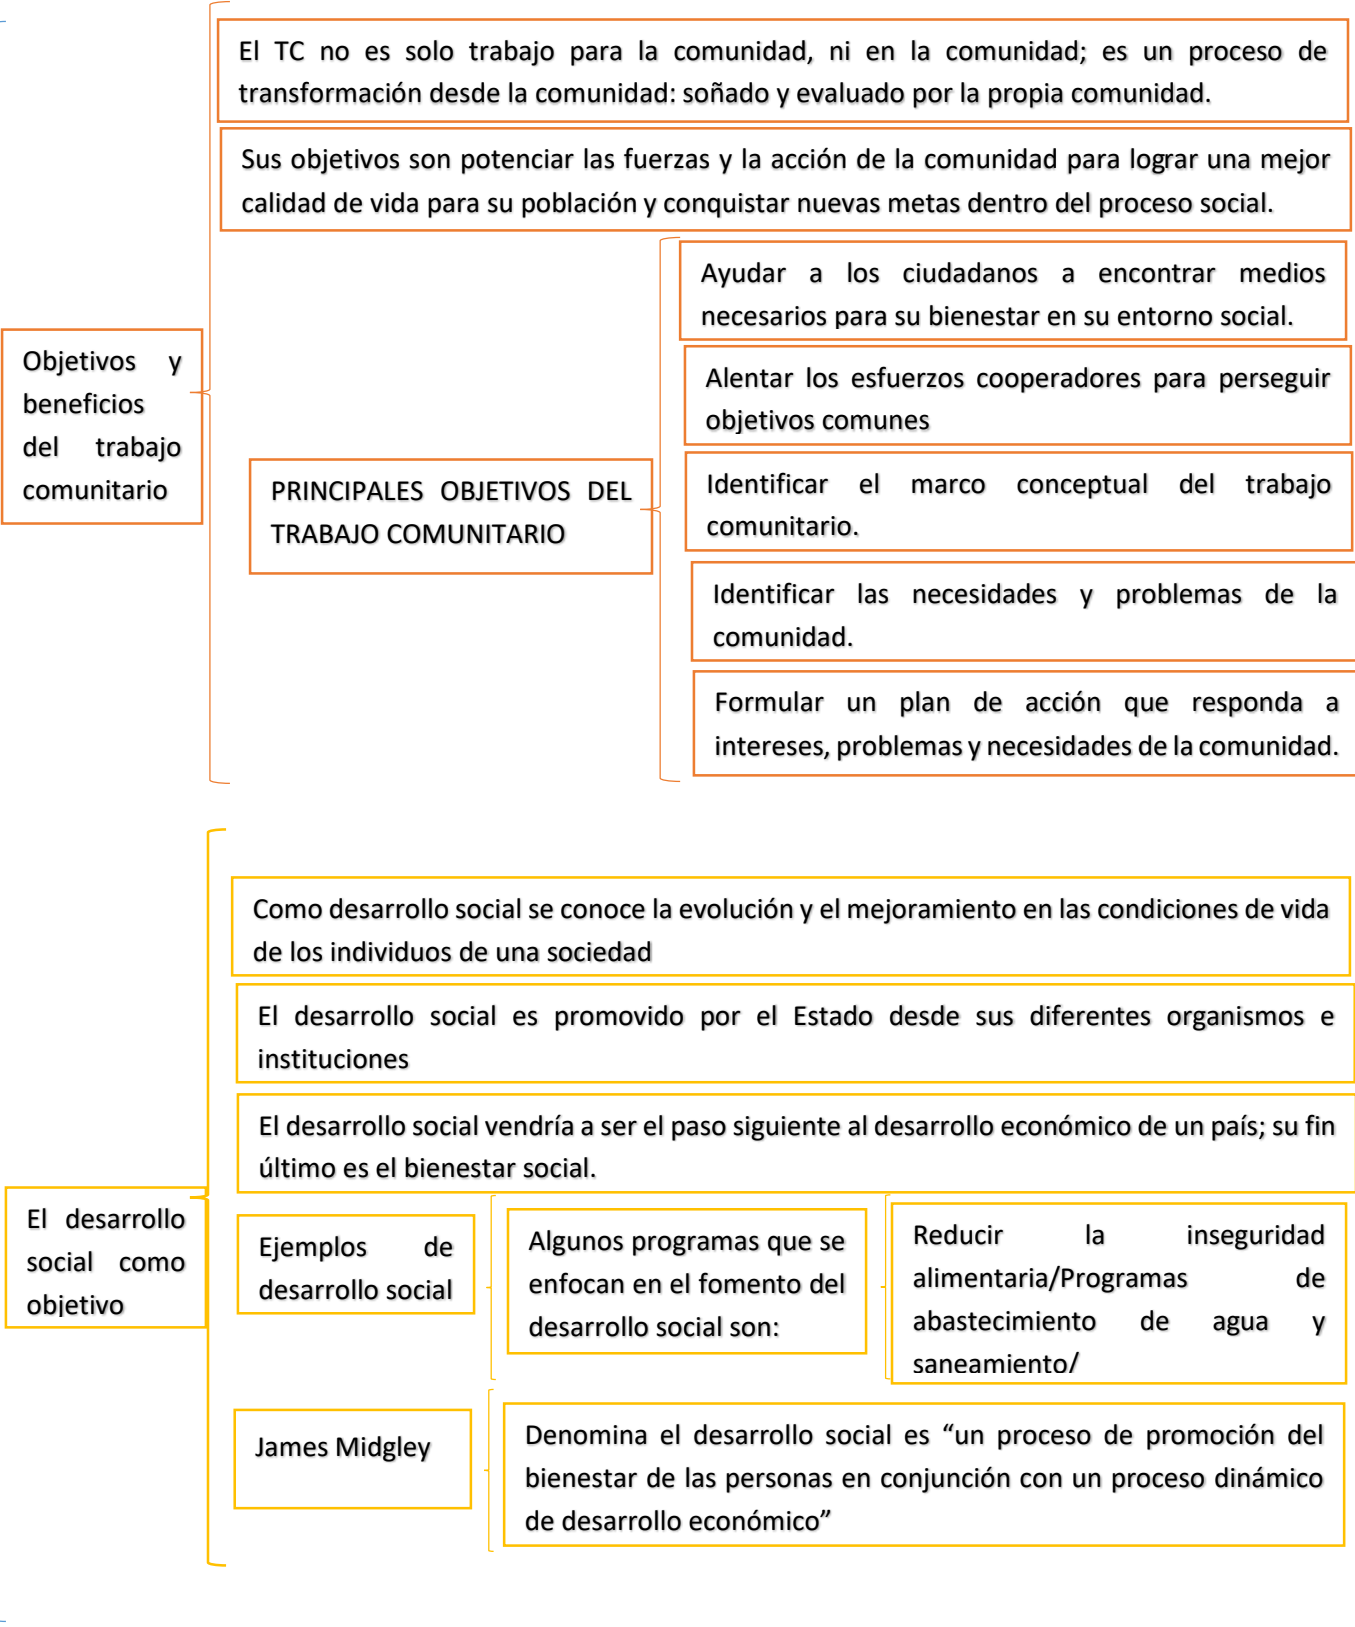 El TC no es solo trabajo para la comunidad, ni en la comunidad; es un proceso de
transformación desde la comunidad: soñado y evaluado por la propia comunidad.
Sus objetivos son potenciar las fuerzas y la acción de la comunidad para lograr una mejor
calidad de vida para su población y conquistar nuevas metas dentro del proceso social.
Objetivos y
beneficios
del trabajo
comunitario
PRINCIPALES OBJETIVOS DEL
TRABAJO COMUNITARIO
Ayudar a los ciudadanos a encontrar medios
necesarios para su bienestar en su entorno social.
Alentar los esfuerzos cooperadores para perseguir
objetivos comunes
Identificar el marco conceptual del trabajo
comunitario.
Identificar las necesidades y problemas de la
comunidad.
Formular un plan de acción que responda a
intereses, problemas y necesidades de la comunidad.
Como desarrollo social se conoce la evolución y el mejoramiento en las condiciones de vida
de los individuos de una sociedad
El desarrollo social es promovido por el Estado desde sus diferentes organismos e
instituciones
El desarrollo social vendría a ser el paso siguiente al desarrollo económico de un país; su fin
último es el bienestar social.
El desarrollo
social como
objetivo
Ejemplos de
desarrollo social
Algunos programas que se
enfocan en el fomento del
desarrollo social son:
Reducir la inseguridad
alimentaria/Programas de
abastecimiento de agua y
saneamiento/
James Midgley
Denomina el desarrollo social es “un proceso de promoción del
bienestar de las personas en conjunción con un proceso dinámico
de desarrollo económico”